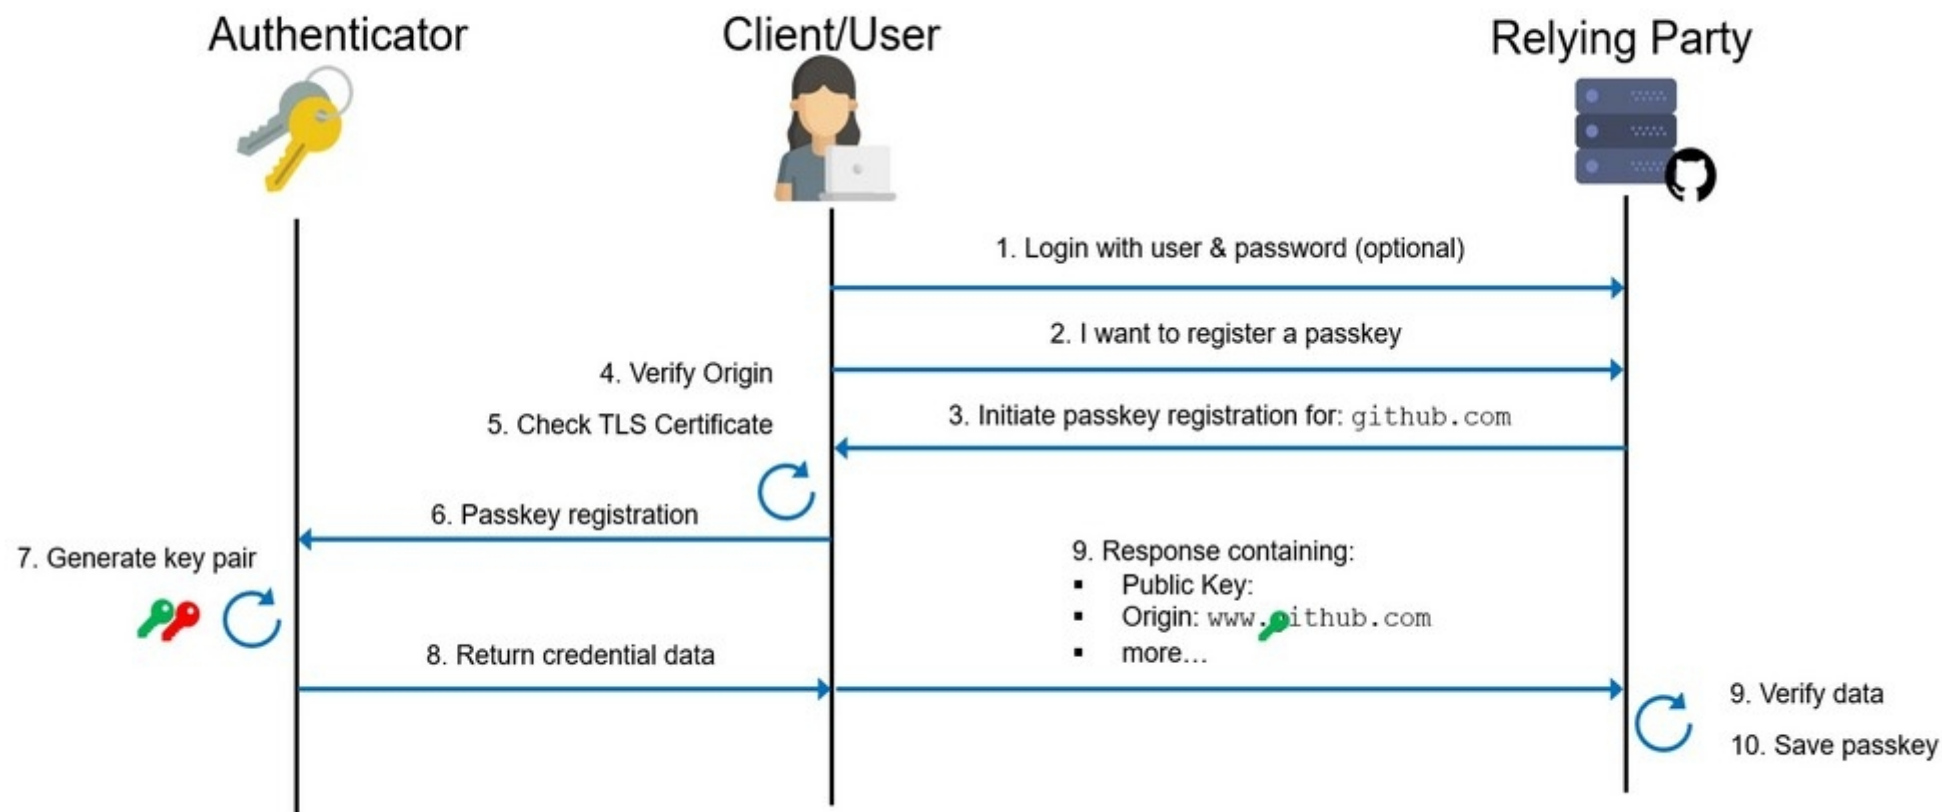 Authenticator
Client/User
Relying Party
1. Login with user & password (optional)
2. I want to register a passkey
4. Verify Origin
3. Initiate passkey registration for: github.com
5. Check TLS Certificate
6. Passkey registration
7. Generate key pair
9. Response containing:
▪ Public Key:
▪ Origin: www.github.com
▪ more...
8. Return credential data
9. Verify data
10. Save passkey